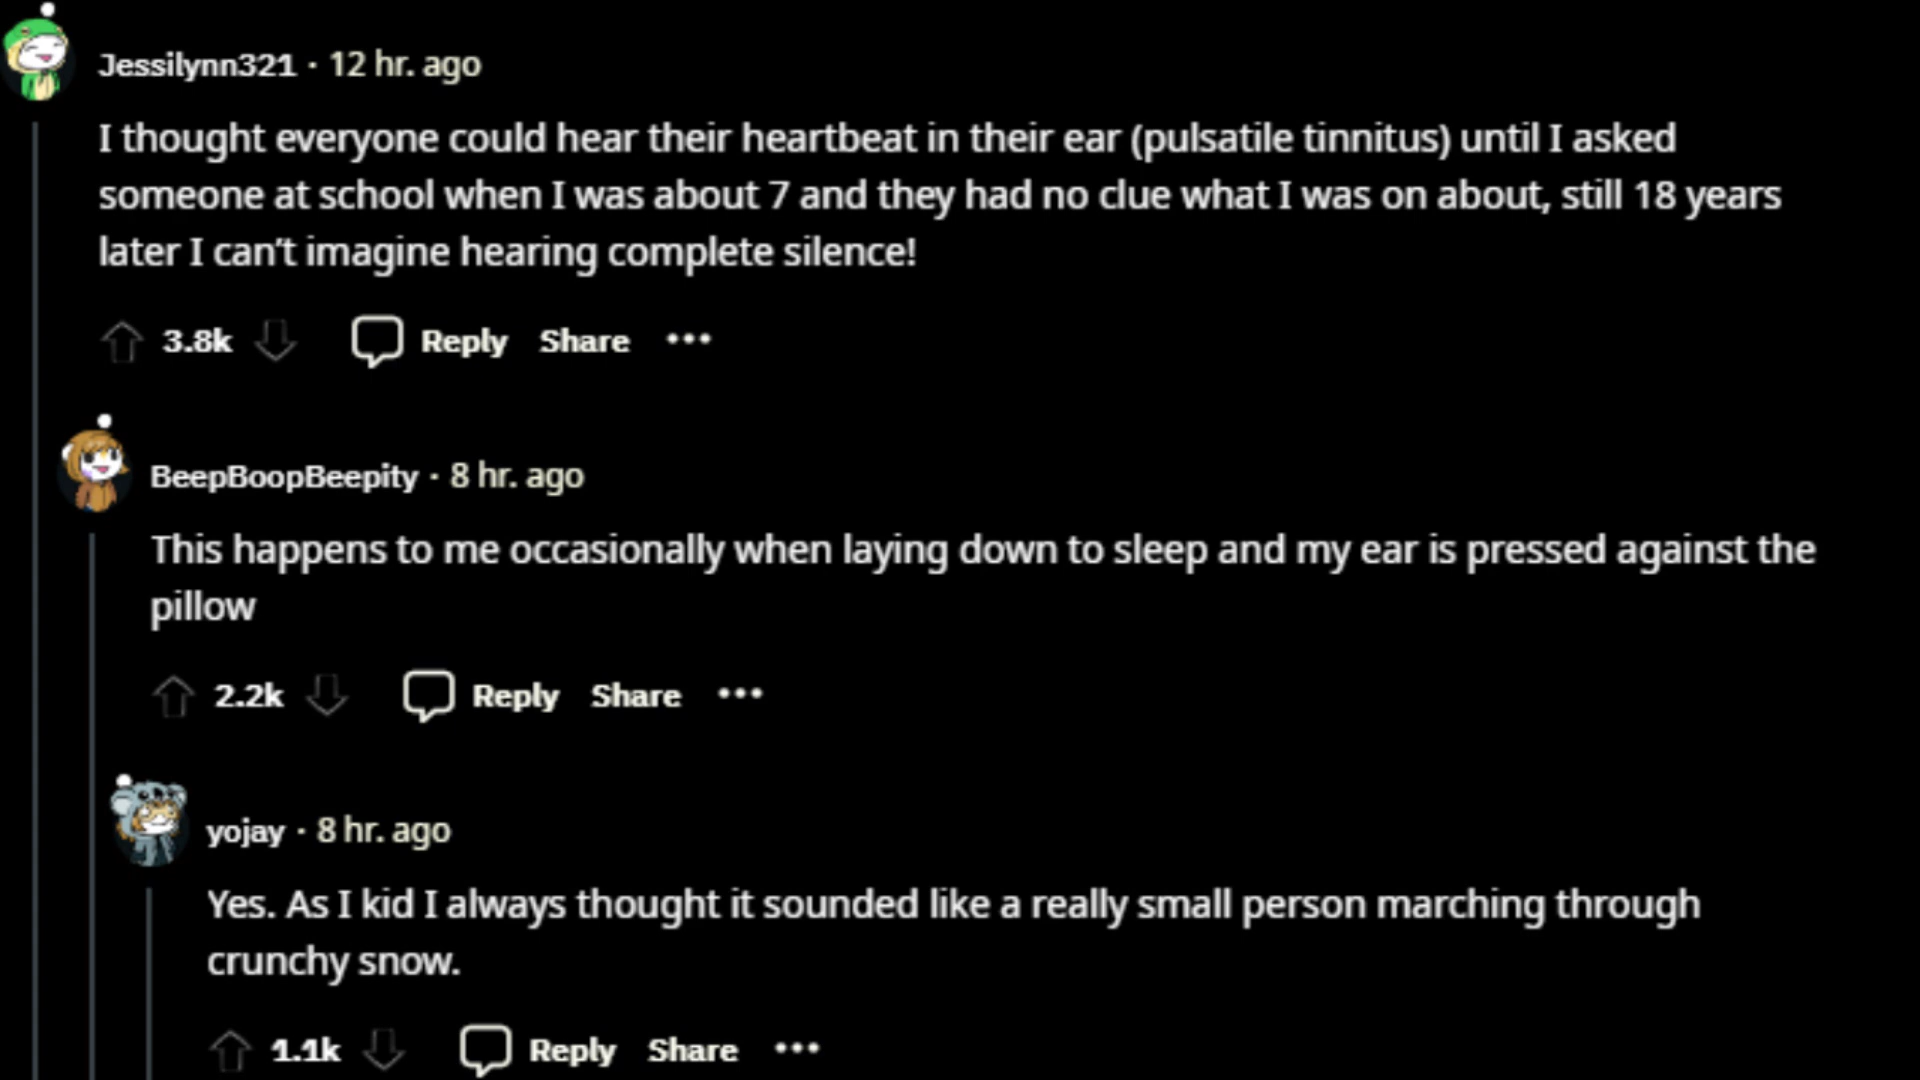 Jessilynn321 · 12 hr. ago
I thought everyone could hear their heartbeat in their ear (pulsatile tinnitus) until I asked
someone at school when I was about 7 and they had no clue what I was on about, still 18 years
later I can't imagine hearing complete silence!
3.8k Reply Share •••
BeepBoopBeepity · 8 hr. ago
This happens to me occasionally when laying down to sleep and my ear is pressed against the
pillow
2.2k Reply Share •••
yojay · 8 hr. ago
Yes. As I kid I always thought it sounded like a really small person marching through
crunchy snow.
1.1k Reply Share •••